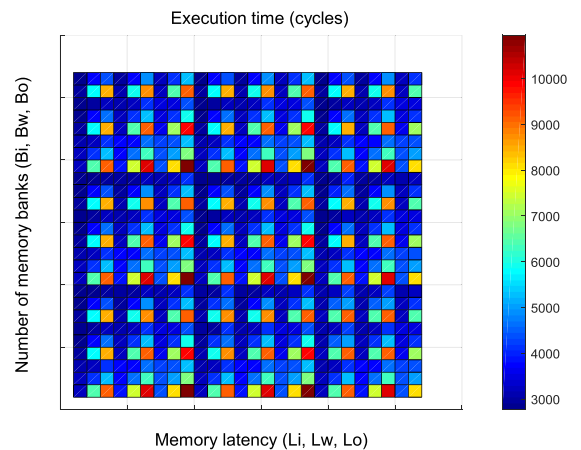 Execution time (cycles)
Number of memory banks (Bi, Bw, Bo)
10000
9000
8000
7000
6000
5000
4000
3000
Memory latency (Li, Lw, Lo)